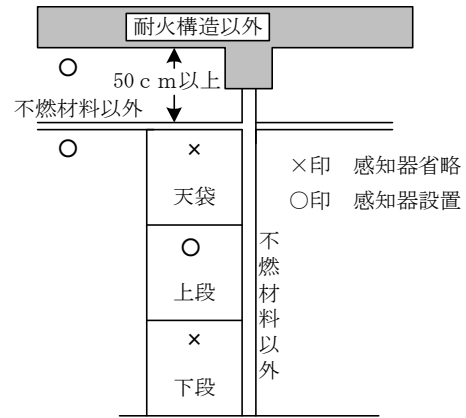 耐火構造以外
○
50ｃｍ以上
不燃材料以外
○
×
×印　感知器省略
天袋
○印　感知器設置
○
不燃材料以外
上段
×
下段